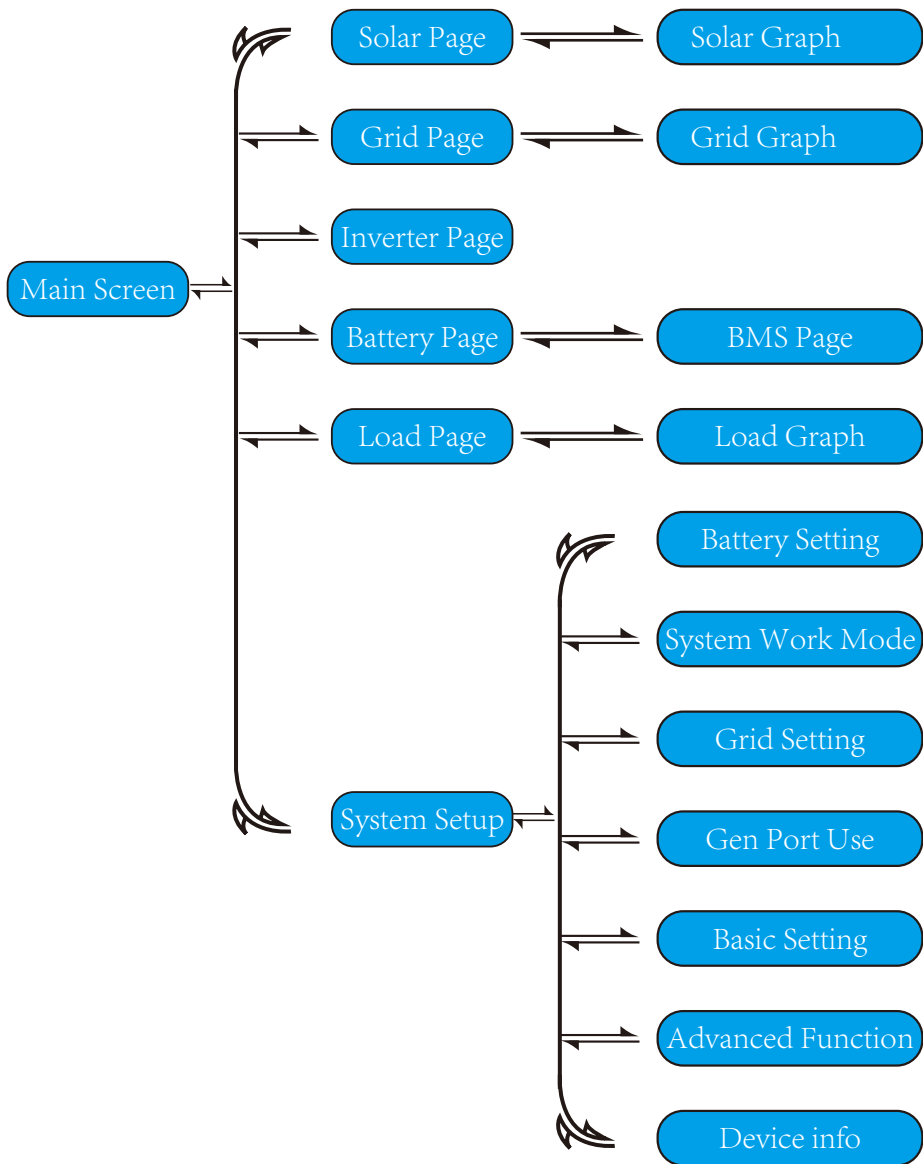 Solar Page
Solar Graph
Grid Page
Grid Graph
Inverter Page
Main Screen
Battery Page
BMS Page
Load Page
Load Graph
Battery Setting
System Work Mode
Grid Setting
System Setup
Gen Port Use
Basic Setting
Advanced Function
Device info